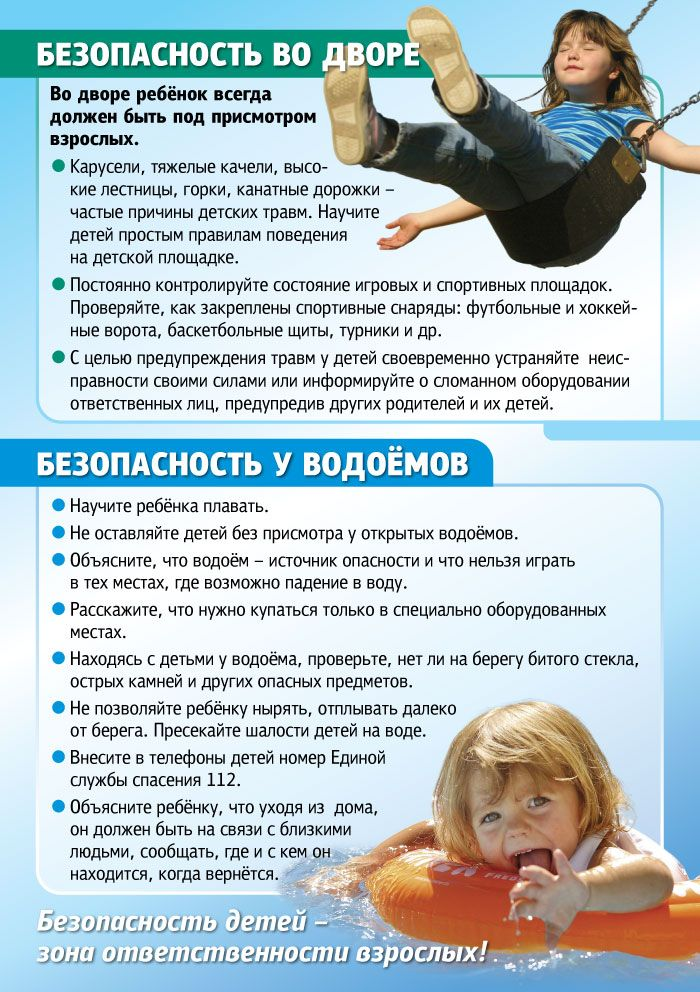 БЕЗОПАСНОСТЬ ВО ДВОРЕ
Во дворе ребёнок всегда
должен быть под присмотром
взрослых.
● Карусели, тяжелые качели, высо-
кие лестницы, горки, канатные дорожки –
частые причины детских травм. Научите
детей простым правилам поведения
на детской площадке.
● Постоянно контролируйте состояние игровых и спортивных площадок.
Проверяйте, как закреплены спортивные снаряды: футбольные и хоккей-
ные ворота, баскетбольные щиты, турники и др.
● С целью предупреждения травм у детей своевременно устраняйте неис-
правности своими силами или информируйте о сломанном оборудовании
ответственных лиц, предупредив других родителей и их детей.
БЕЗОПАСНОСТЬ У ВОДОЁМОВ
● Научите ребёнка плавать.
● Не оставляйте детей без присмотра у открытых водоёмов.
● Объясните, что водоём – источник опасности и что нельзя играть
в тех местах, где возможно падение в воду.
● Расскажите, что нужно купаться только в специально оборудованных
местах.
● Находясь с детьми у водоёма, проверьте, нет ли на берегу битого стекла,
острых камней и других опасных предметов.
● Не позволяйте ребёнку нырять, отплывать далеко
от берега. Пресекайте шалости детей на воде.
● Внесите в телефоны детей номер Единой
службы спасения 112.
● Объясните ребёнку, что уходя из дома,
он должен быть на связи с близкими
людьми, сообщать, где и с кем он
находится, когда вернётся.
Безопасность детей –
зона ответственности взрослых!